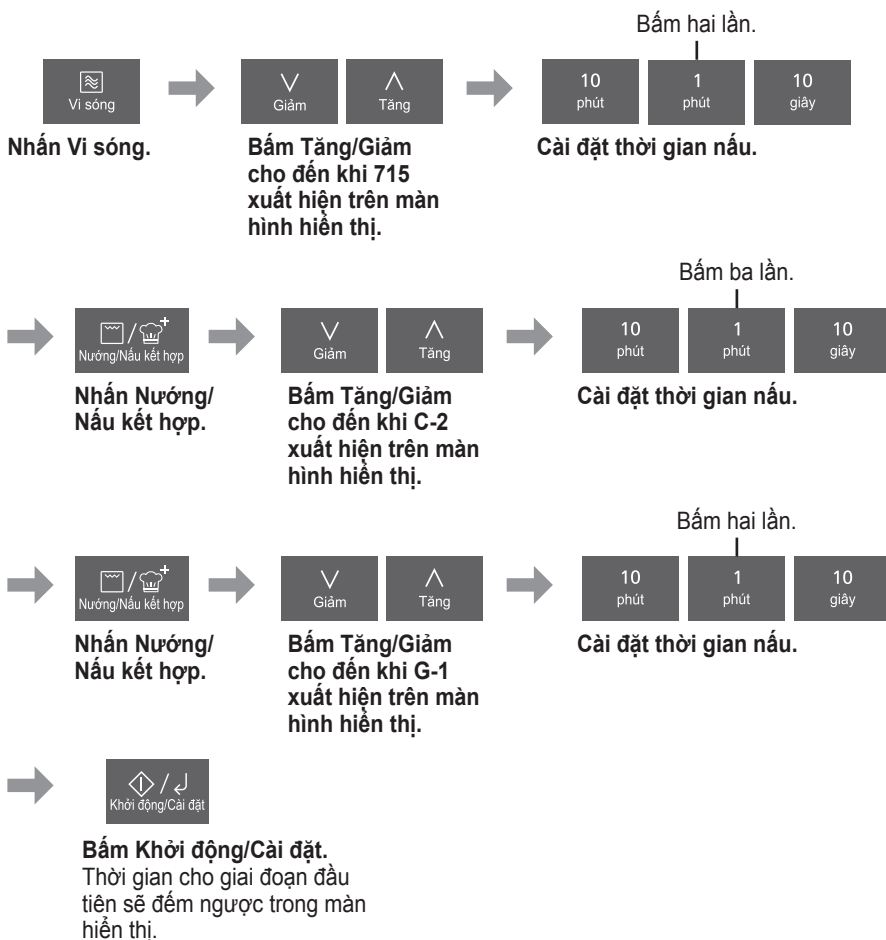 Bấm hai lần.
Vi sóng
Giảm
Tăng
10
phút
1
phút
10
giây
Nhấn Vi sóng.
Bấm Tăng/Giảm
cho đến khi 715
xuất hiện trên màn
hình hiển thị.
Cài đặt thời gian nấu.
Bấm ba lần.
Nướng/Nấu kết hợp
Giảm
Tăng
10
phút
1
phút
10
giây
Nhấn Nướng/
Nấu kết hợp.
Bấm Tăng/Giảm
cho đến khi C-2
xuất hiện trên màn
hình hiển thị.
Cài đặt thời gian nấu.
Bấm hai lần.
Nướng/Nấu kết hợp
Giảm
Tăng
10
phút
1
phút
10
giây
Nhấn Nướng/
Nấu kết hợp.
Bấm Tăng/Giảm
cho đến khi G-1
xuất hiện trên màn
hình hiển thị.
Cài đặt thời gian nấu.
Khởi động/Cài đặt
Bấm Khởi động/Cài đặt.
Thời gian cho giai đoạn đầu
tiên sẽ đếm ngược trong màn
hiển thị.